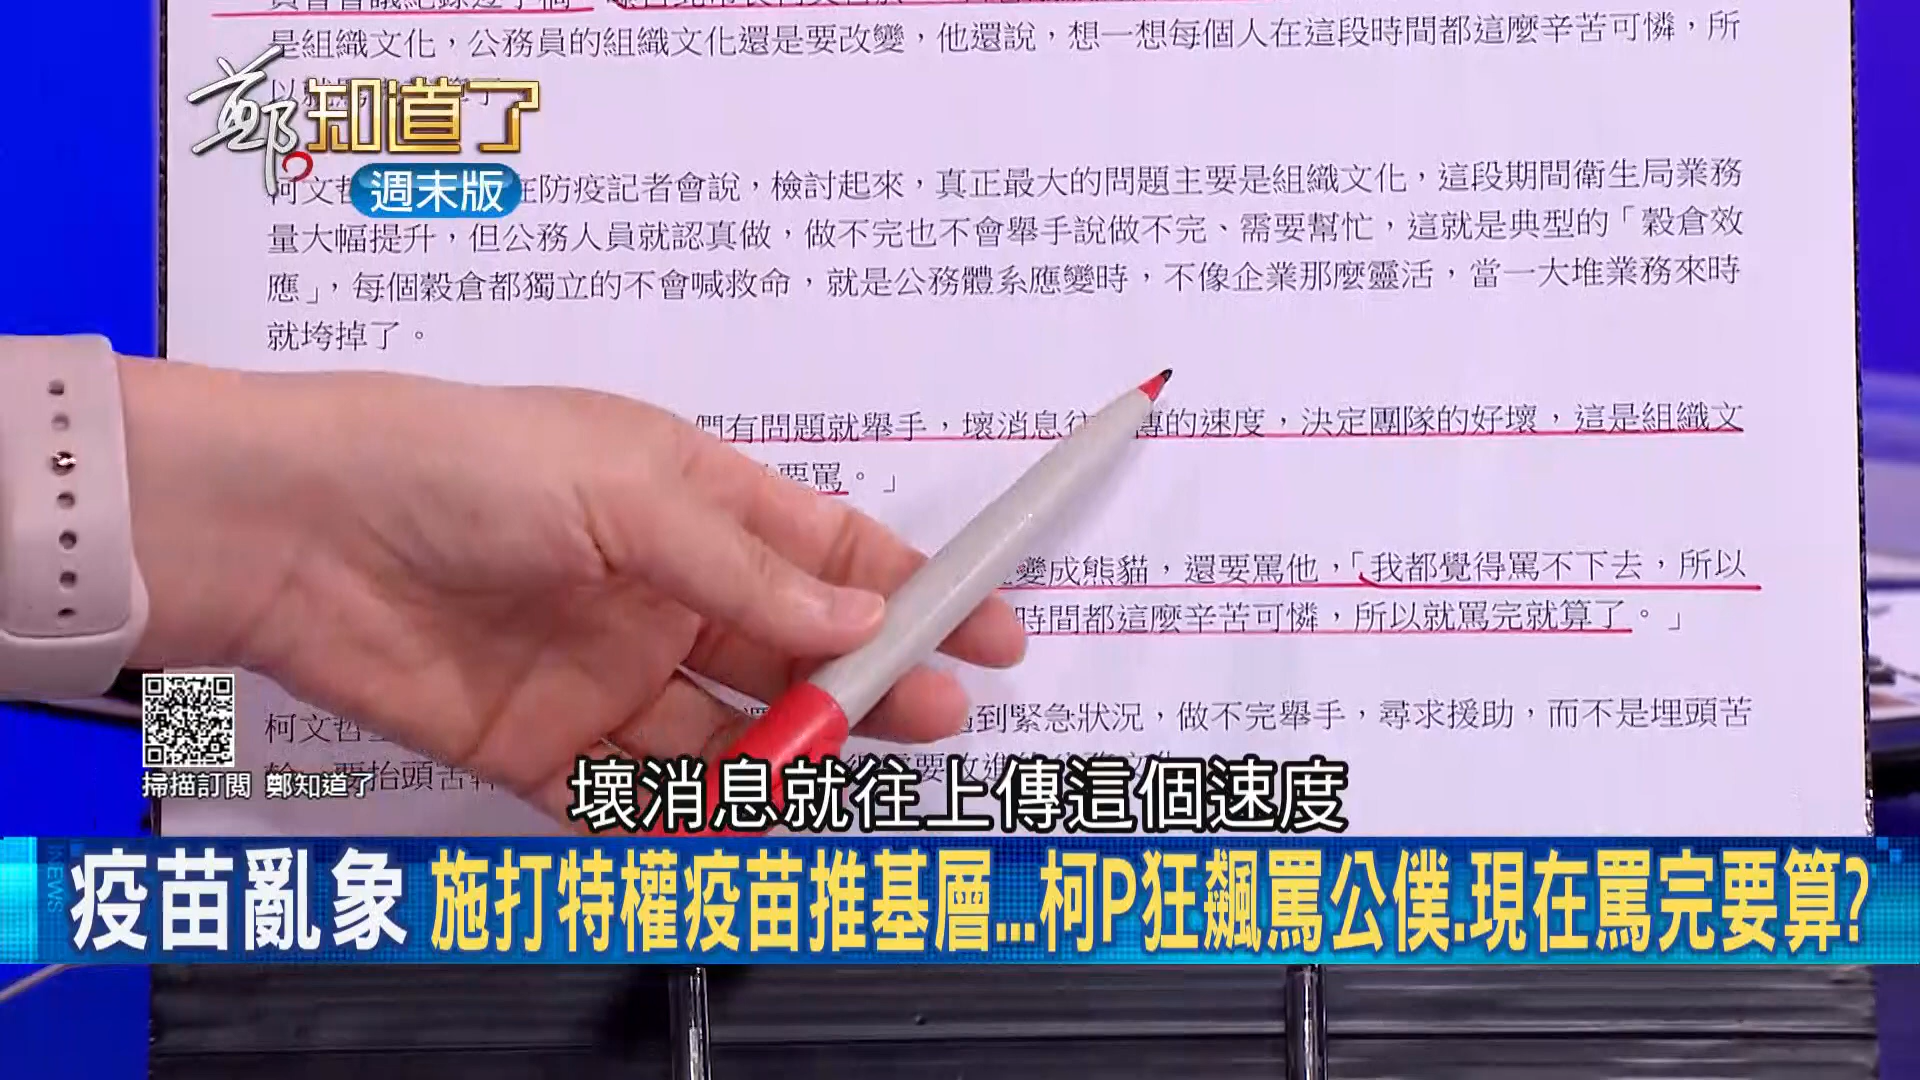 是組織文化，公務員的組織文化還是要改變，他還說，想一想每個人在這段時間都這麼辛苦可憐，所
以
鄭知道了
週末版
柯文哲 在防疫記者會說，檢討起來，真正最大的問題主要是組織文化，這段期間衛生局業務
量大幅提升，但公務人員就認真做，做不完也不會舉手說做不完、需要幫忙，這就是典型的「穀倉效
應」，每個穀倉都獨立的不會喊救命，就是公務體系應變時，不像企業那麼靈活，當一大堆業務來時
就垮掉了。
們有問題就舉手，壞消息往 傳的速度，決定團隊的好壞，這是組織文
要罵。」
變成熊貓，還要罵他，「我都覺得罵不下去，所以
時間都這麼辛苦可憐，所以就罵完就算了。」
柯文哲 遇到緊急狀況，做不完舉手，尋求援助，而不是埋頭苦
要抬頭苦幹 要改進
掃描訂閱 鄭知道了
壞消息就往上傳這個速度
NEWS
疫苗亂象 施打特權疫苗推基層...柯P狂飆罵公僕.現在罵完要算?